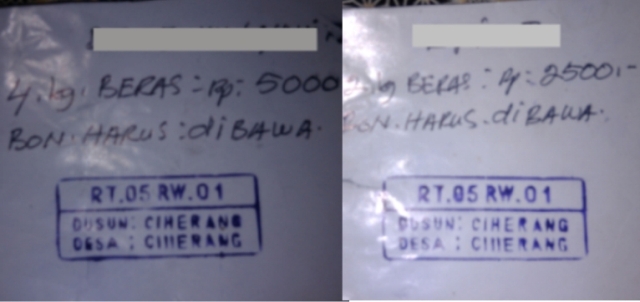 4.kg. BERAS = Rp: 5000
BON. HARUS : diBAWA.
RT.05 RW.01
DUSUN: CIHERANG
DESA : CIHERANG
kg BERAS : Rp = 2500.-
BON. HARUS. diBAWA.
RT.05 RW.01
DUSUN: CIHERANG
DESA : CIHERANG